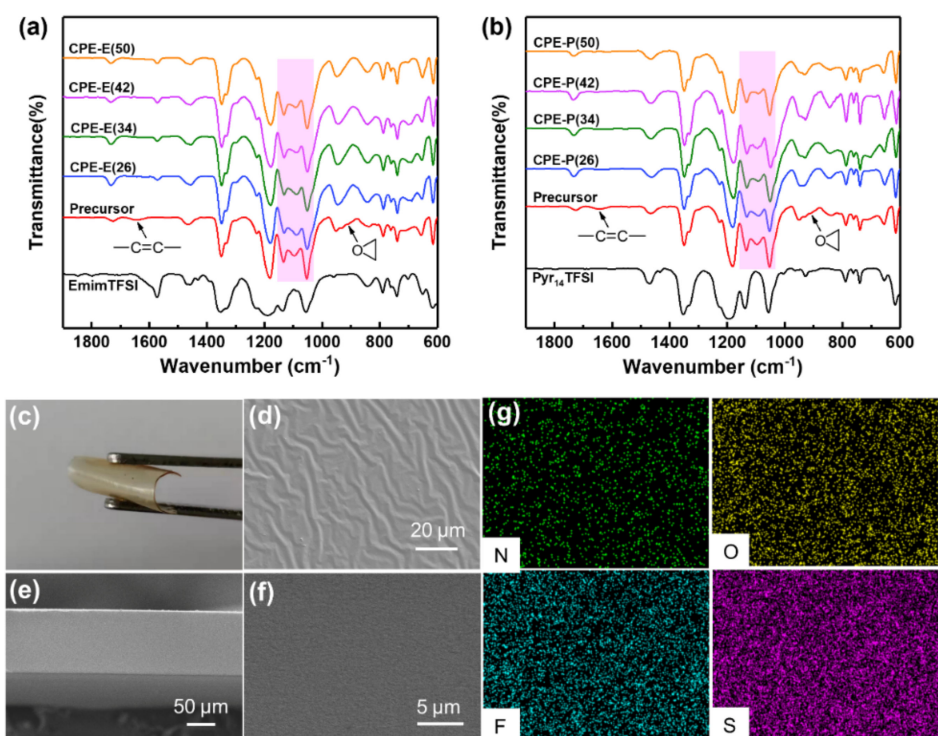 (a)
CPE-E(50)
CPE-E(42)
CPE-E(34)
CPE-E(26)
Precursor
—C=C—
O
EmimTFSI
Transmittance(%)
1800 1600 1400 1200 1000 800 600
Wavenumber (cm-1)
(b)
CPE-P(50)
CPE-P(42)
CPE-P(34)
CPE-P(26)
Precursor
—C=C—
O
Pyr14TFSI
Transmittance(%)
1800 1600 1400 1200 1000 800 600
Wavenumber (cm-1)
(c)
(d)
20 μm
(e)
50 μm
(f)
5 μm
(g)
N
O
F
S